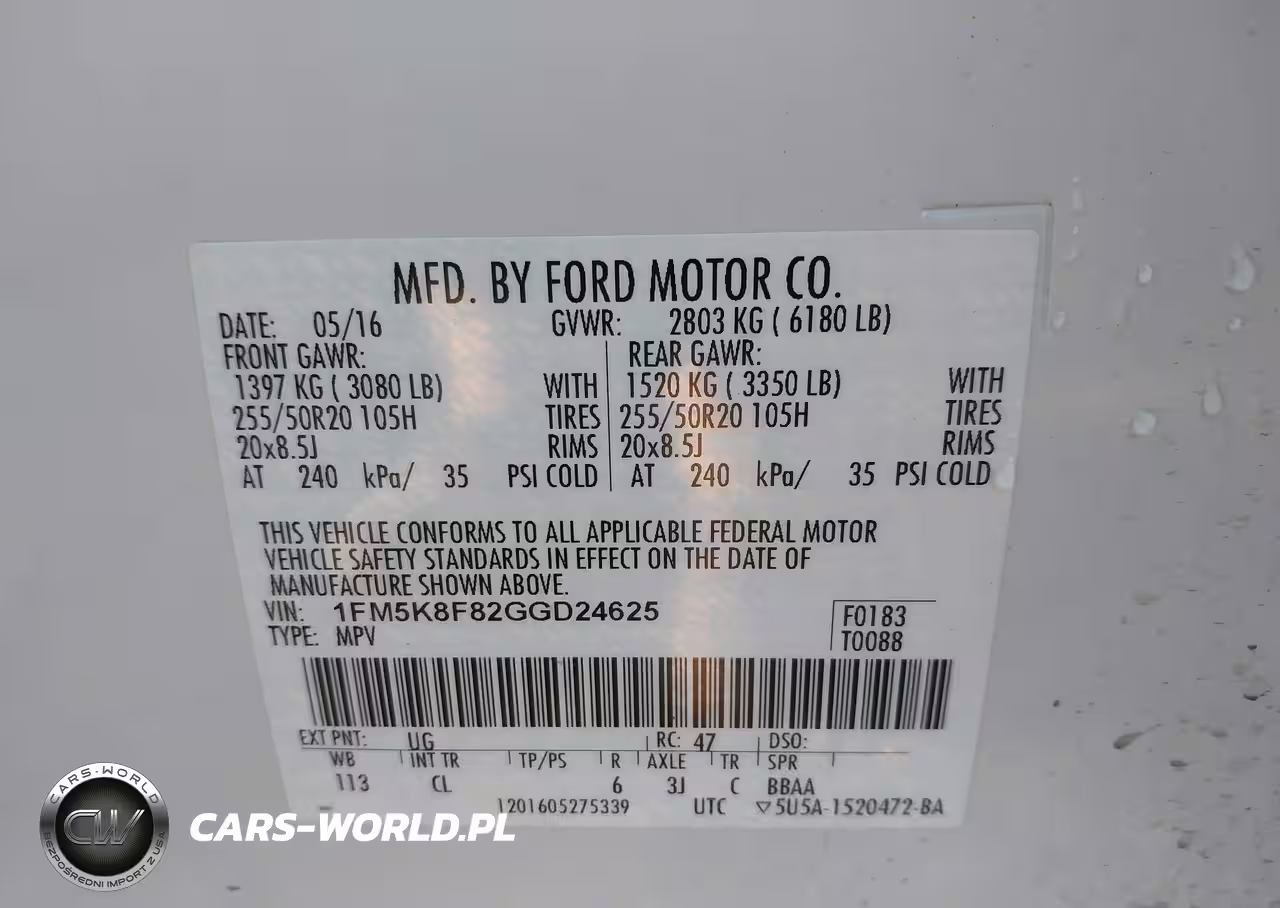 MFD. BY FORD MOTOR CO.
DATE: 05/16 GVWR: 2803 KG ( 6180 LB)
FRONT GAWR: REAR GAWR:
1397 KG ( 3080 LB) WITH 1520 KG ( 3350 LB) WITH
255/50R20 105H TIRES 255/50R20 105H TIRES
20x8.5J RIMS 20x8.5J RIMS
AT 240 kPa/ 35 PSI COLD AT 240 kPa/ 35 PSI COLD
THIS VEHICLE CONFORMS TO ALL APPLICABLE FEDERAL MOTOR
VEHICLE SAFETY STANDARDS IN EFFECT ON THE DATE OF
MANUFACTURE SHOWN ABOVE.
VIN: 1FM5K8F82GGD24625 F0183
TYPE: MPV T0088
EXT PNT: UG RC: 47 DSO:
WB INT TR TP/PS R AXLE TR SPR
113 CL 6 3J C BBAA
1201605275339 UTC ▽5U5A-1520472-BA
CARS-WORLD
CW
BEZPOŚREDNI IMPORT Z USA
CARS-WORLD.PL